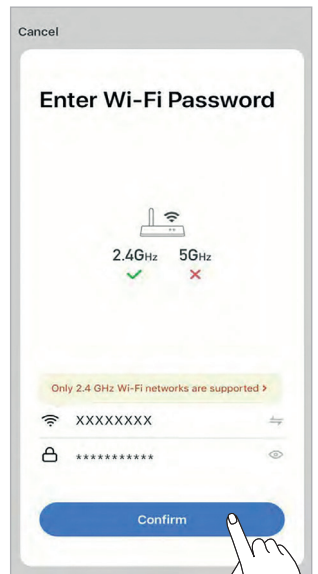 Cancel
Enter Wi-Fi Password
2.4GHz 5GHz
Only 2.4 GHz Wi-Fi networks are supported >
XXXXXXXX
***********
Confirm